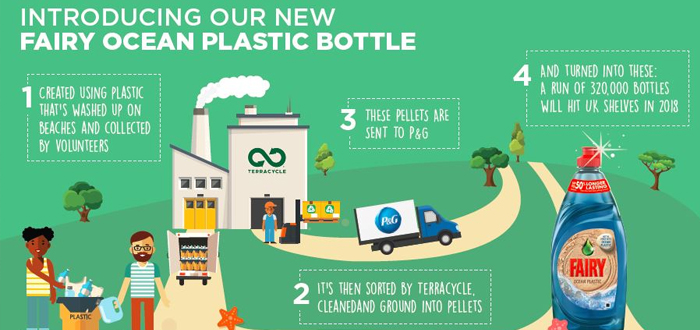 INTRODUCING OUR NEW
FAIRY OCEAN PLASTIC BOTTLE
1 CREATED USING PLASTIC
THAT'S WASHED UP ON
BEACHES AND COLLECTED
BY VOLUNTEERS
3 THESE PELLETS ARE
SENT TO P&G
4 AND TURNED INTO THESE:
A RUN OF 320,000 BOTTLES
WILL HIT UK SHELVES IN 2018
TERRACYCLE
P&G
PLASTIC
2 IT'S THEN SORTED BY TERRACYCLE,
CLEANEDAND GROUND INTO PELLETS
50% LONGER
LASTING
FAIRY
OCEAN PLASTIC